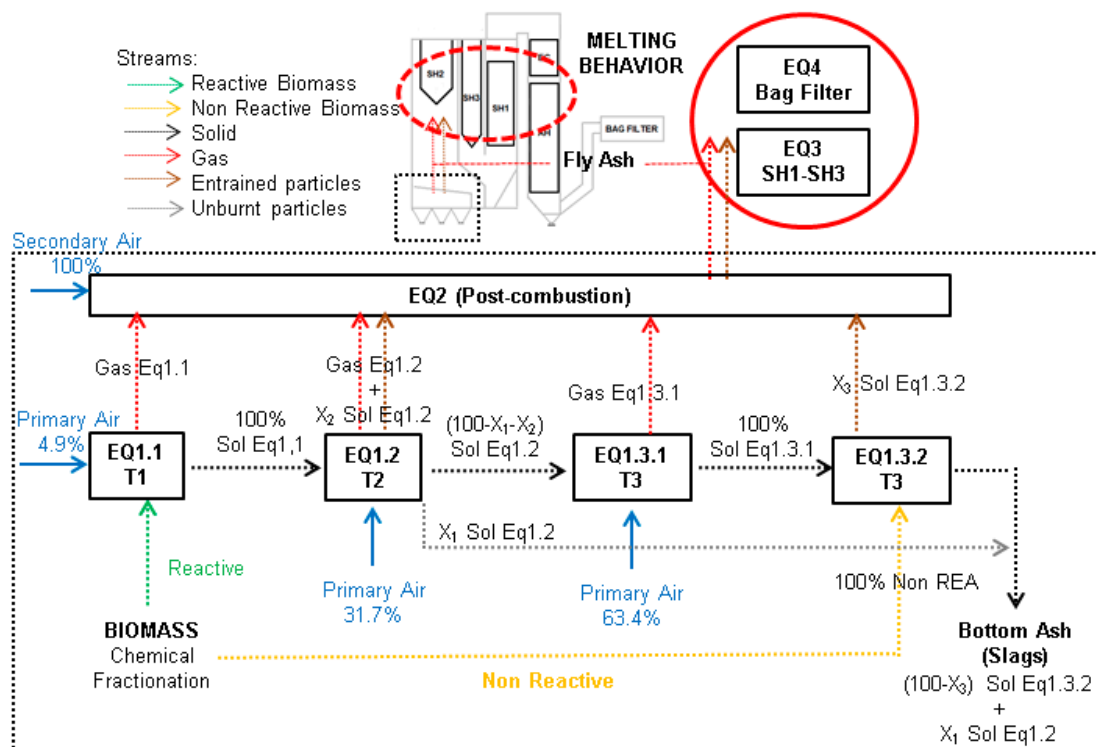 Streams:
Reactive Biomass
Non Reactive Biomass
Solid
Gas
Entrained particles
Unburnt particles
MELTING
BEHAVIOR
SH2
SH3
SH1
BAG FILTER
Fly Ash
EQ4
Bag Filter
EQ3
SH1-SH3
Secondary Air
100%
EQ2 (Post-combustion)
Gas Eq1.1
Gas Eq1.2
+
X₂ Sol Eq1.2
Gas Eq1.3.1
X₃ Sol Eq1.3.2
Primary Air
4.9%
EQ1.1
T1
100%
Sol Eq1,1
EQ1.2
T2
(100-X₁-X₂)
Sol Eq1.2
EQ1.3.1
T3
100%
Sol Eq1.3.1
EQ1.3.2
T3
X₁ Sol Eq1.2
Reactive
Primary Air
31.7%
Primary Air
63.4%
100% Non REA
BIOMASS
Chemical
Fractionation
Non Reactive
Bottom Ash
(Slags)
(100-X₃) Sol Eq1.3.2
+
X₁ Sol Eq1.2